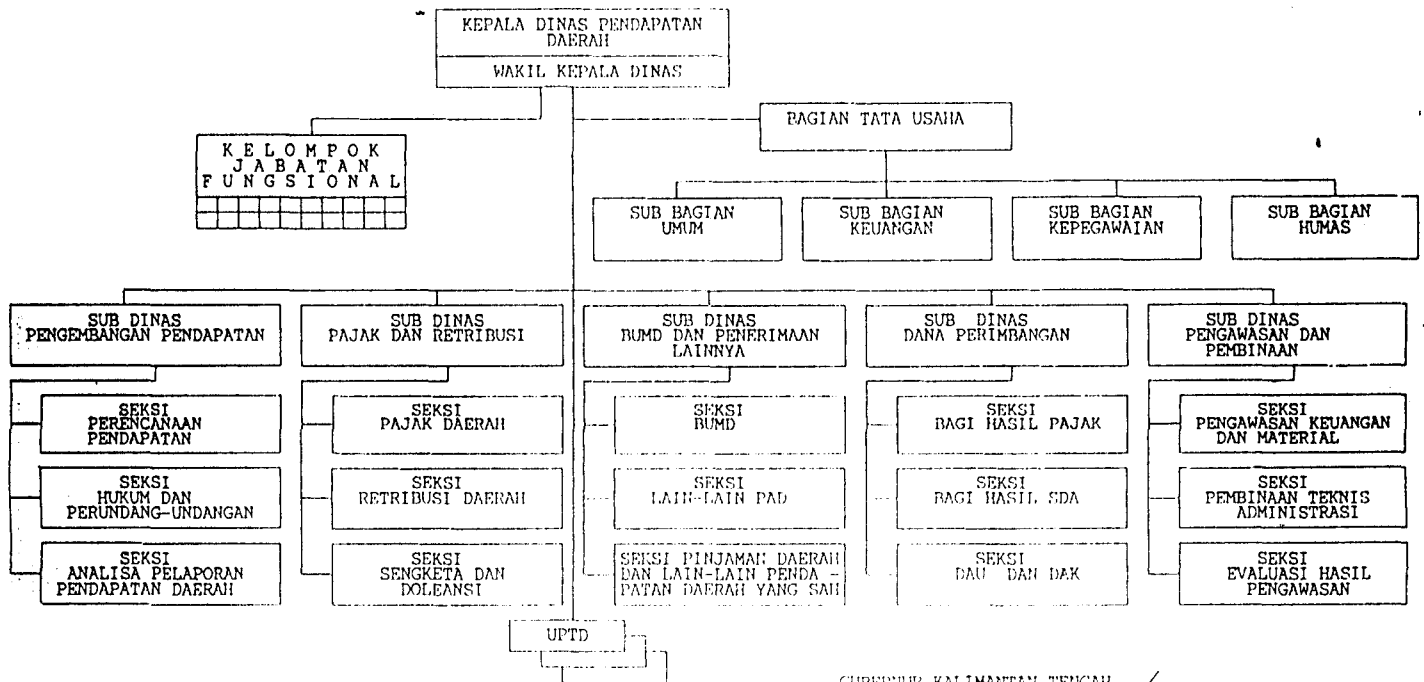 KEPALA DINAS PENDAPATAN
DAERAH
WAKIL KEPALA DINAS
BAGIAN TATA USAHA
K E L O M P O K
J A B A T A N
F U N G S I O N A L
SUB BAGIAN
UMUM
SUB BAGIAN
KEUANGAN
SUB BAGIAN
KEPEGAWAIAN
SUB BAGIAN
HUMAS
SUB DINAS
PENGEMBANGAN PENDAPATAN
SUB DINAS
PAJAK DAN RETRIBUSI
SUB DINAS
BUMD DAN PENERIMAAN
LAINNYA
SUB DINAS
DANA PERIMBANGAN
SUB DINAS
PENGAWASAN DAN
PEMBINAAN
SEKSI
PERENCANAAN
PENDAPATAN
SEKSI
HUKUM DAN
PERUNDANG-UNDANGAN
SEKSI
ANALISA PELAPORAN
PENDAPATAN DAERAH
SEKSI
PAJAK DAERAH
SEKSI
RETRIBUSI DAERAH
SEKSI
SENGKETA DAN
DOLEANSI
SEKSI
BUMD
SEKSI
LAIN-LAIN PAD
SEKSI PINJAMAN DAERAH
DAN LAIN-LAIN PENDA -
PATAN DAERAH YANG SAH
SEKSI
BAGI HASIL PAJAK
SEKSI
BAGI HASIL SDA
SEKSI
DAU DAN DAK
SEKSI
PENGAWASAN KEUANGAN
DAN MATERIAL
SEKSI
PEMBINAAN TEKNIS
ADMINISTRASI
SEKSI
EVALUASI HASIL
PENGAWASAN
UPTD
GUBERNUR KALIMANTAN TENGAH